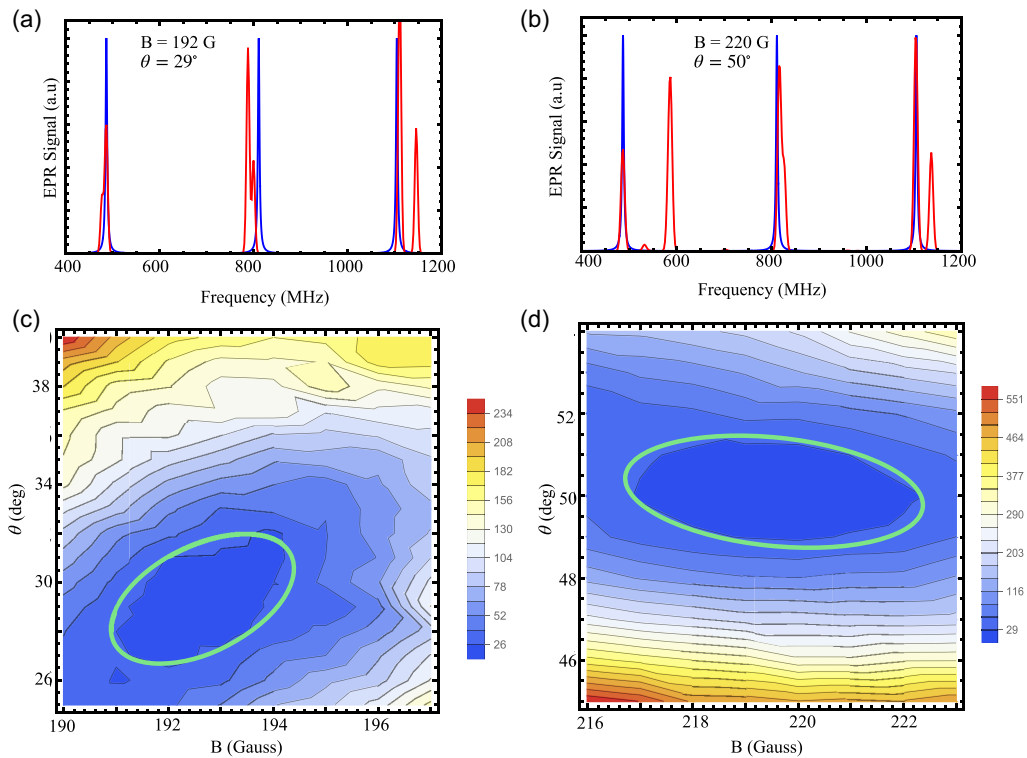 (a)
B = 192 G
θ = 29°
EPR Signal (a.u)
400 600 800 1000 1200
Frequency (MHz)
(b)
B = 220 G
θ = 50°
EPR Signal (a.u)
400 600 800 1000 1200
Frequency (MHz)
(c)
38
34
30
26
θ (deg)
190 192 194 196
B (Gauss)
234
208
182
156
130
104
78
52
26
(d)
52
50
48
46
θ (deg)
216 218 220 222
B (Gauss)
551
464
377
290
203
116
29